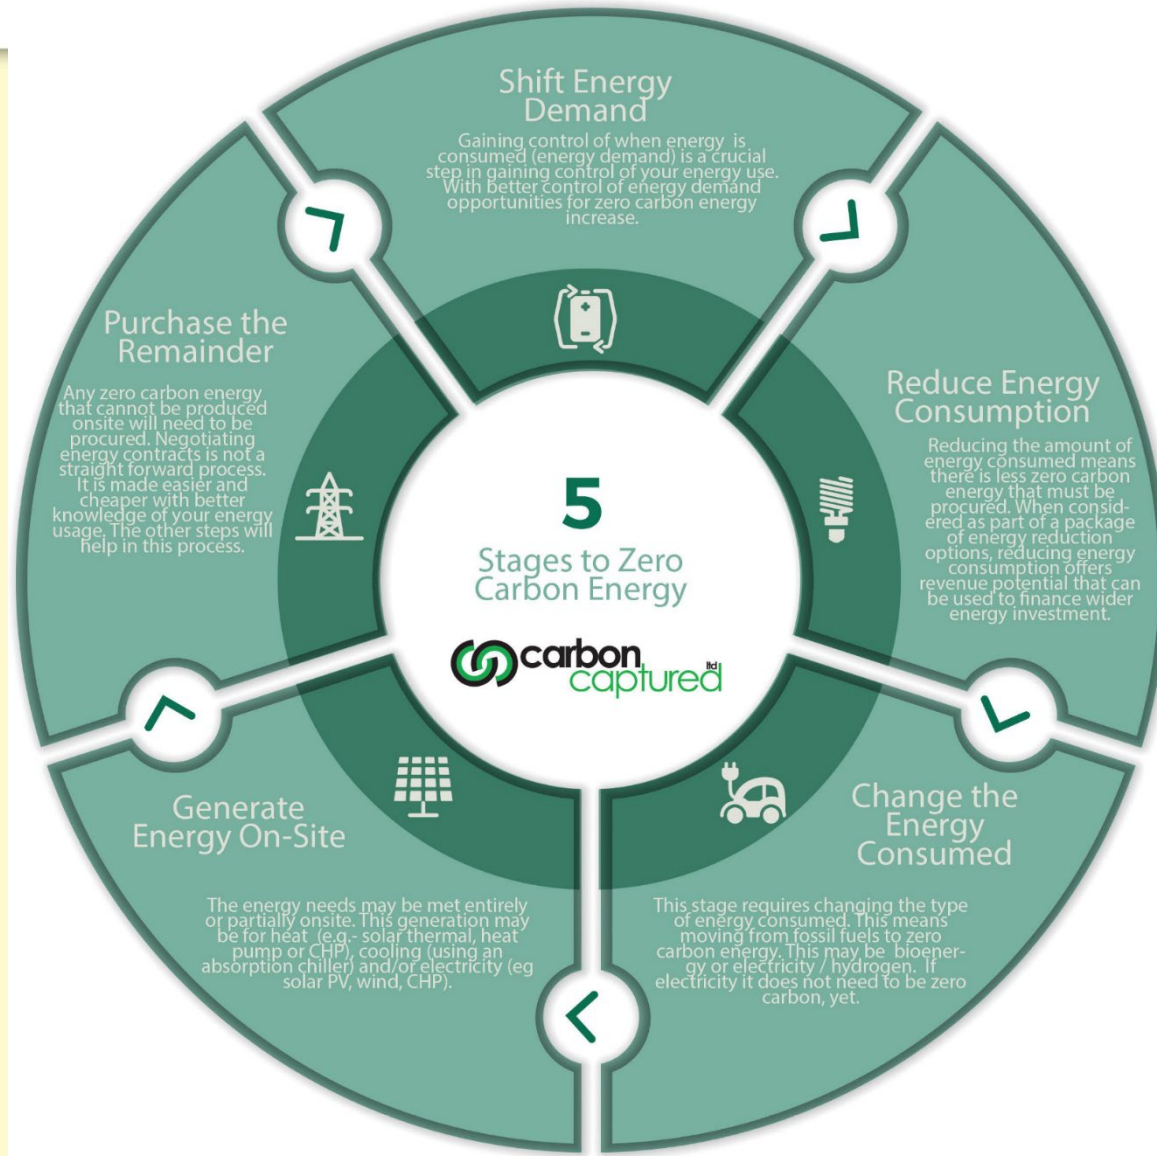 Shift Energy
Demand
Gaining control of when energy is
consumed (energy demand) is a crucial
step in gaining control of your energy use.
With better control of energy demand
opportunities for zero carbon energy
increase.
Reduce Energy
Consumption
Reducing the amount of
energy consumed means
there is less zero carbon
energy that must be
procured. When consid-
ered as part of a package
of energy reduction
options, reducing energy
consumption offers
revenue potential that can
be used to finance wider
energy investment.
Change the
Energy
Consumed
This stage requires changing the type
of energy consumed. This means
moving from fossil fuels to zero
carbon energy. This may be bioener-
gy or electricity / hydrogen. If
electricity it does not need to be zero
carbon, yet.
Generate
Energy On-Site
The energy needs may be met entirely
or partially onsite. This generation may
be for heat (e.g.- solar thermal, heat
pump or CHP), cooling (using an
absorption chiller) and/or electricity (eg
solar PV, wind, CHP).
Purchase the
Remainder
Any zero carbon energy
that cannot be produced
onsite will need to be
procured. Negotiating
energy contracts is not a
straight forward process.
It is made easier and
cheaper with better
knowledge of your energy
usage. The other steps will
help in this process.
5
Stages to Zero
Carbon Energy
carbon
captured ltd